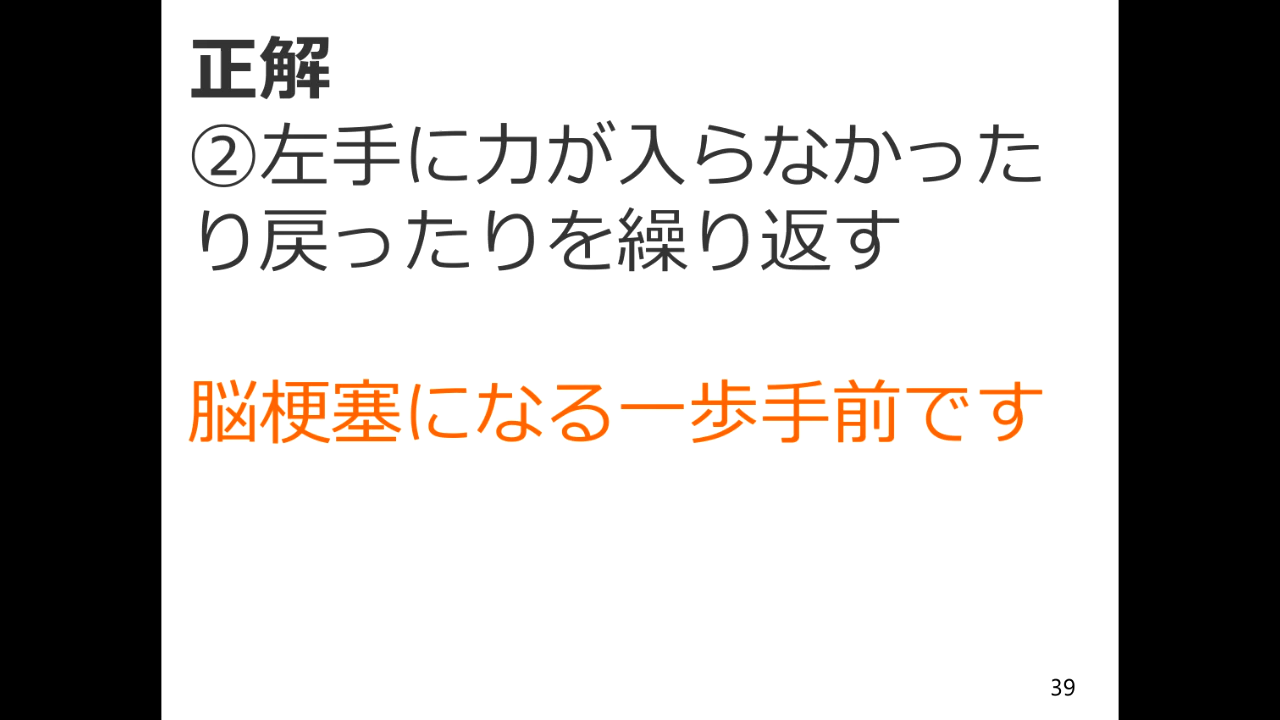 正解
②左手に力が入らなかった
り戻ったりを繰り返す
脳梗塞になる一歩手前です
39